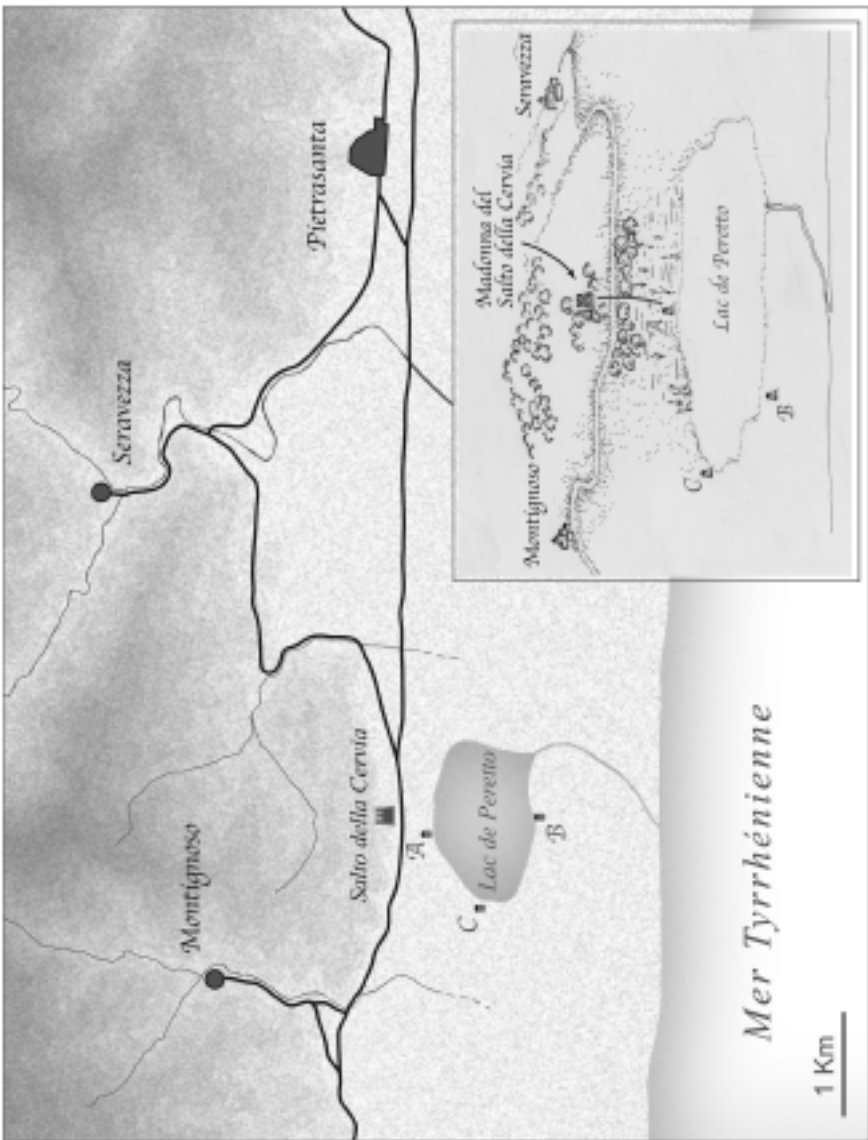 Montignoso
Seravezza
Pietrasanta
Salto della Cervia
A
C
Lac de Peretto
B
Mer Tyrrhénienne
1 Km
Montignoso
Madonna del
Salto della Cervia
Seravezza
A
C
Lac de Peretto
B